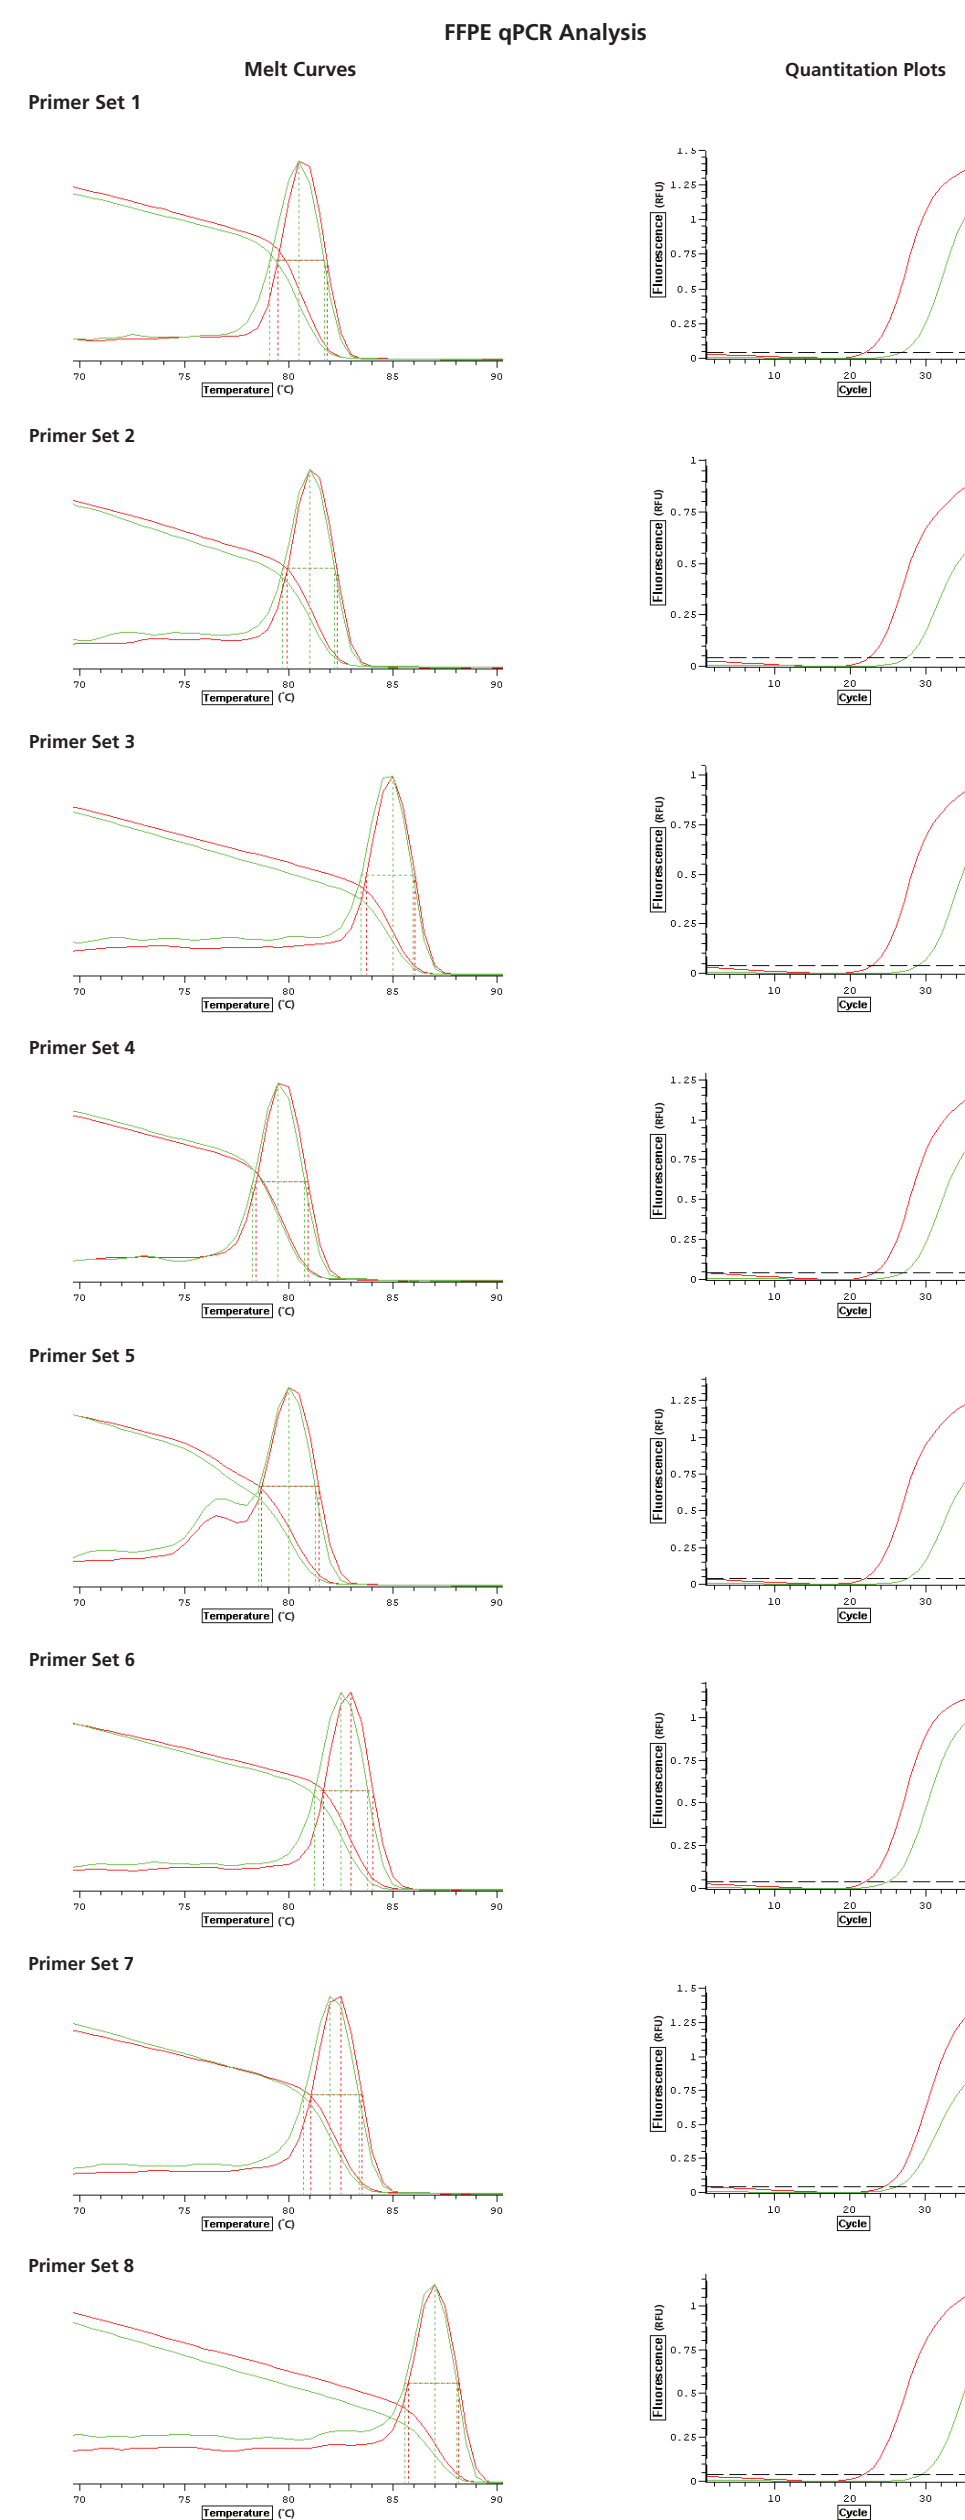 FFPE qPCR Analysis
Melt Curves
Quantitation Plots
Primer Set 1
Fluorescence (RFU)
1.5
1.25
1
0.75
0.5
0.25
0
70 75 80 85 90
10 20 30
Temperature (°C)
Cycle
Primer Set 2
Fluorescence (RFU)
1
0.75
0.5
0.25
0
70 75 80 85 90
10 20 30
Temperature (°C)
Cycle
Primer Set 3
Fluorescence (RFU)
1
0.75
0.5
0.25
0
70 75 80 85 90
10 20 30
Temperature (°C)
Cycle
Primer Set 4
Fluorescence (RFU)
1.25
1
0.75
0.5
0.25
0
70 75 80 85 90
10 20 30
Temperature (°C)
Cycle
Primer Set 5
Fluorescence (RFU)
1.25
1
0.75
0.5
0.25
0
70 75 80 85 90
10 20 30
Temperature (°C)
Cycle
Primer Set 6
Fluorescence (RFU)
1
0.75
0.5
0.25
0
70 75 80 85 90
10 20 30
Temperature (°C)
Cycle
Primer Set 7
Fluorescence (RFU)
1.5
1.25
1
0.75
0.5
0.25
0
70 75 80 85 90
10 20 30
Temperature (°C)
Cycle
Primer Set 8
Fluorescence (RFU)
1
0.75
0.5
0.25
0
70 75 80 85 90
10 20 30
Temperature (°C)
Cycle